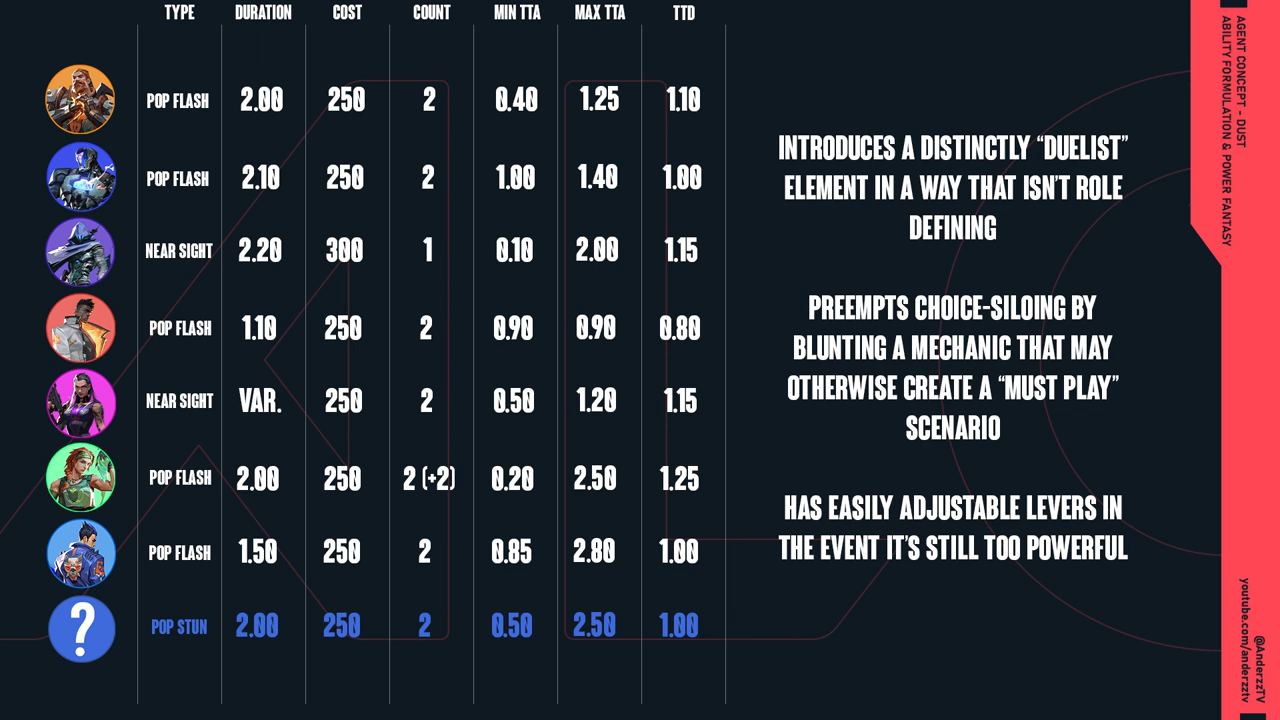 TYPE DURATION COST COUNT MIN TTA MAX TTA TTD
POP FLASH 2.00 250 2 0.40 1.25 1.10
POP FLASH 2.10 250 2 1.00 1.40 1.00
NEAR SIGHT 2.20 300 1 0.10 2.00 1.15
POP FLASH 1.10 250 2 0.90 0.90 0.80
NEAR SIGHT VAR. 250 2 0.50 1.20 1.15
POP FLASH 2.00 250 2 (+2) 0.20 2.50 1.25
POP FLASH 1.50 250 2 0.85 2.80 1.00
? POP STUN 2.00 250 2 0.50 2.50 1.00
INTRODUCES A DISTINCTLY “DUELIST”
ELEMENT IN A WAY THAT ISN'T ROLE
DEFINING
PREEMPTS CHOICE-SILOING BY
BLUNTING A MECHANIC THAT MAY
OTHERWISE CREATE A “MUST PLAY”
SCENARIO
HAS EASILY ADJUSTABLE LEVERS IN
THE EVENT IT'S STILL TOO POWERFUL
AGENT CONCEPT - DUST
ABILITY FORMULATION & POWER FANTASY
@AnderzzTV
youtube.com/anderzztv